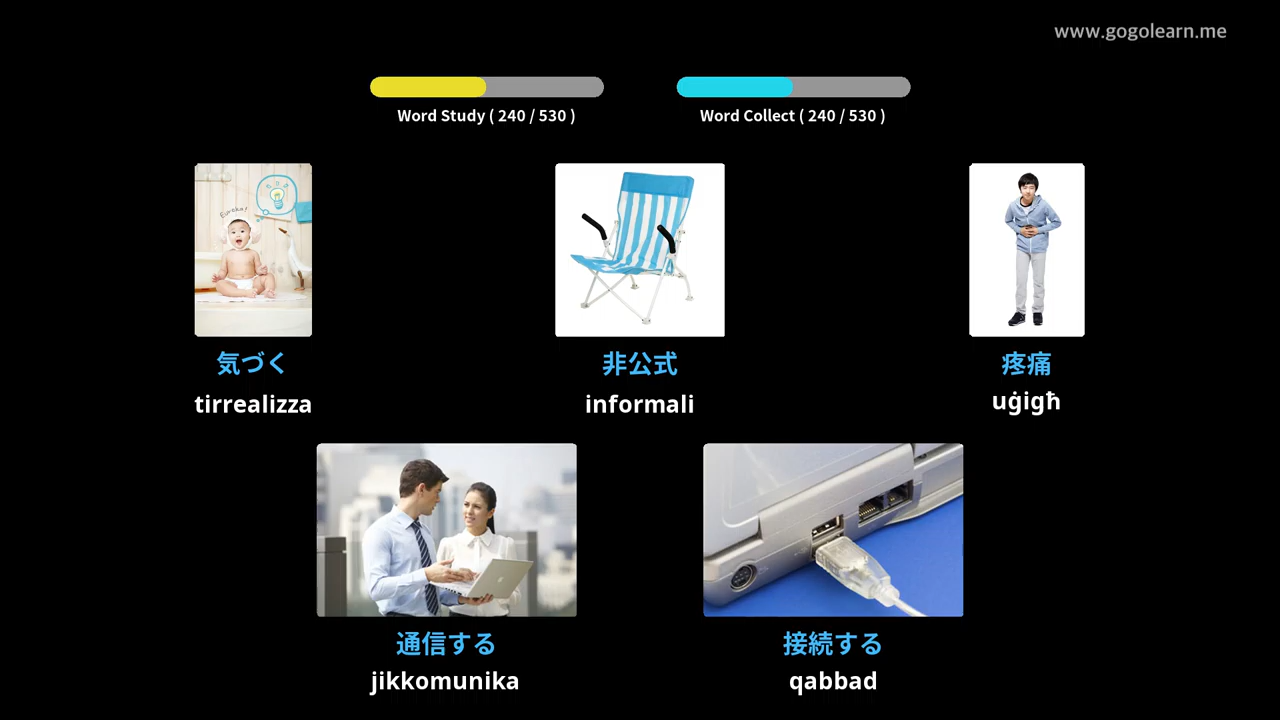 www.gogolearn.me
Word Study ( 240 / 530 )
Word Collect ( 240 / 530 )
Eureka!
気づく
tirrealizza
非公式
informali
疼痛
uġigħ
通信する
jikkomunika
接続する
qabbad